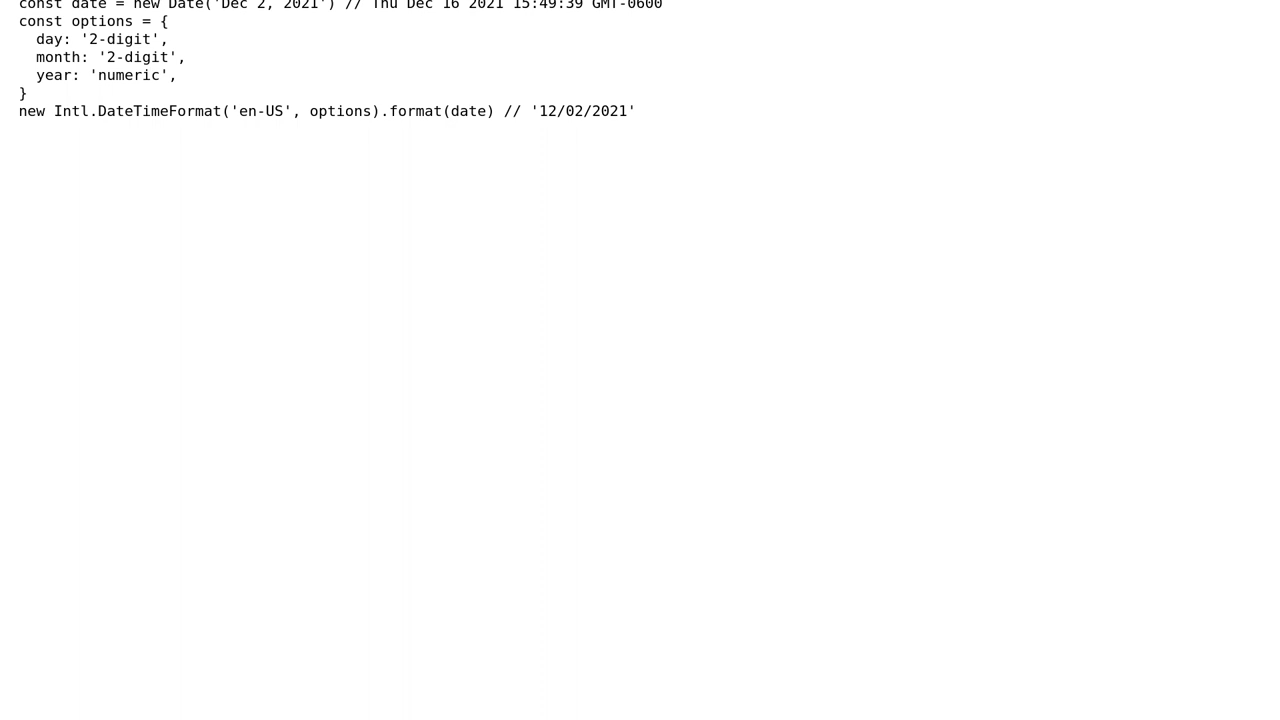 const date = new Date('Dec 2, 2021') // Thu Dec 16 2021 15:49:39 GMT-0600
const options = {
  day: '2-digit',
  month: '2-digit',
  year: 'numeric',
}
new Intl.DateTimeFormat('en-US', options).format(date) // '12/02/2021'